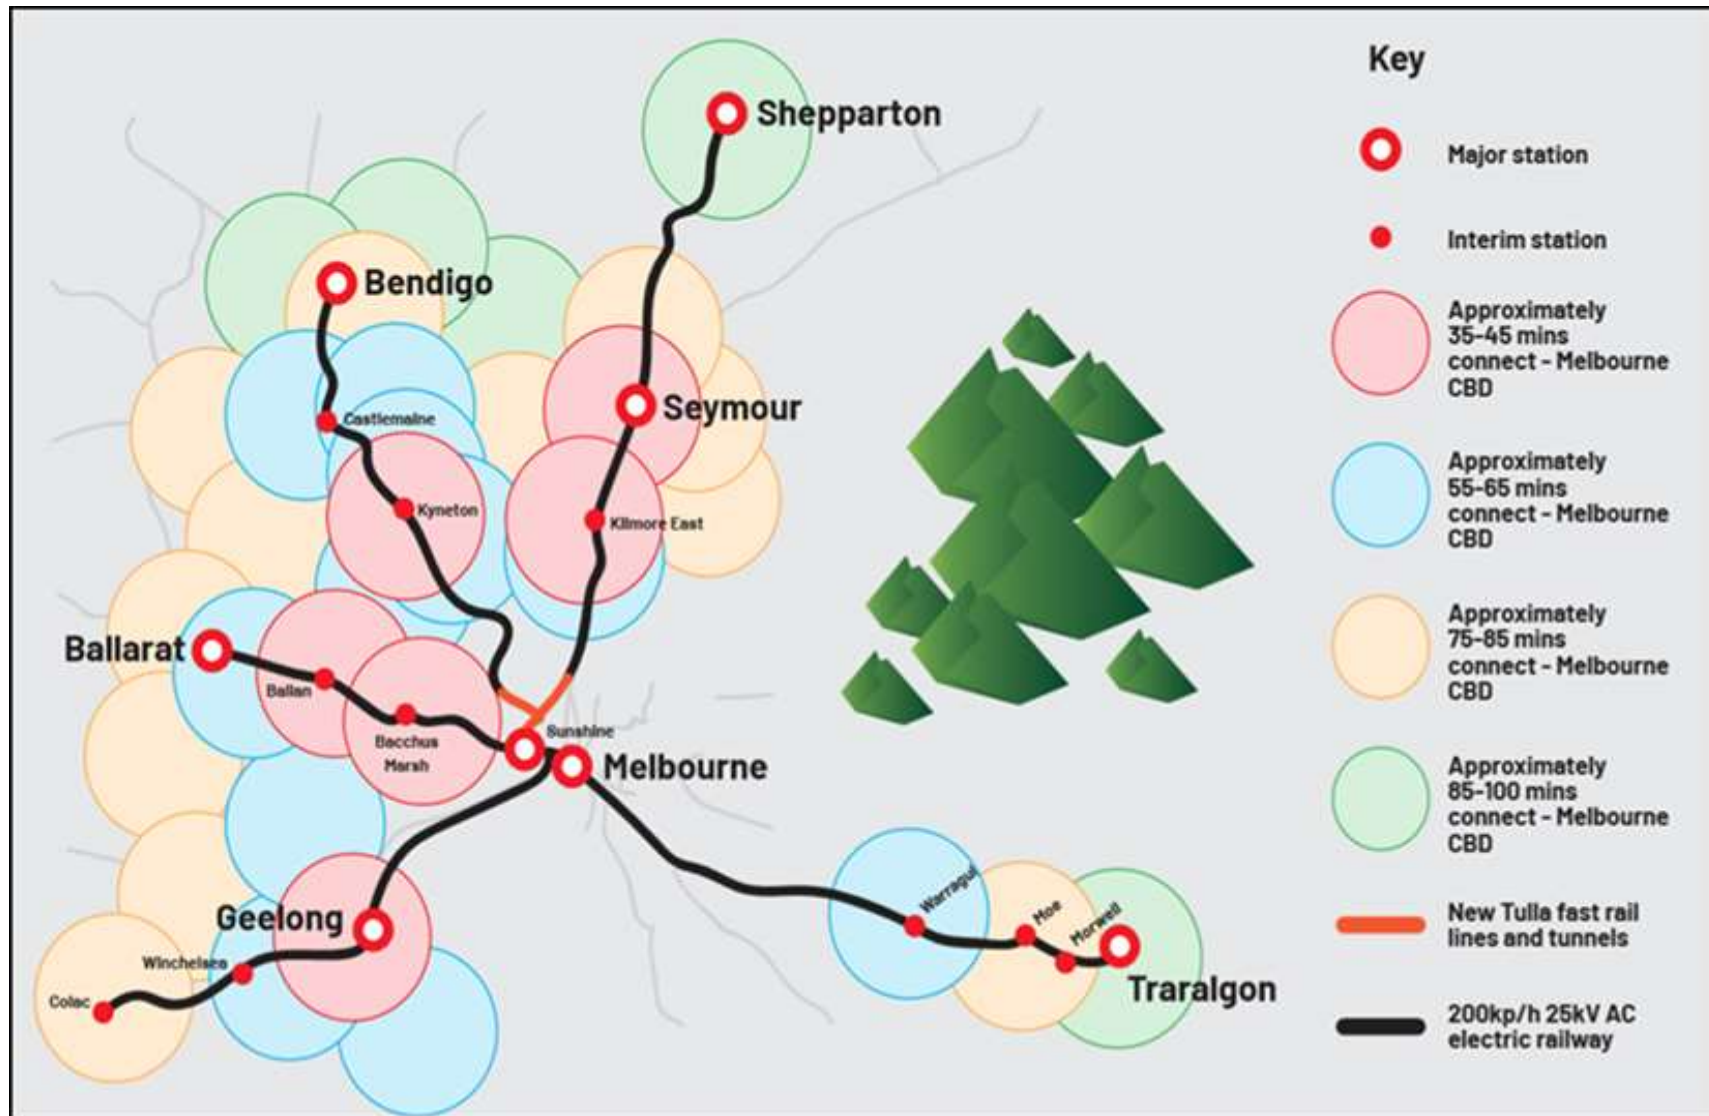 Key
Shepparton
Major station
Interim station
Bendigo
Approximately
35-45 mins
connect - Melbourne
CBD
Seymour
Castlemaine
Approximately
55-65 mins
connect - Melbourne
CBD
Kyneton
Kilmore East
Approximately
75-85 mins
connect - Melbourne
CBD
Ballarat
Ballan
Bacchus
Marsh
Sunshine
Melbourne
Approximately
85-100 mins
connect - Melbourne
CBD
Geelong
Winchelsea
Colac
Warragul
Moe
Morwell
Traralgon
New Tulla fast rail
lines and tunnels
200kp/h 25kV AC
electric railway